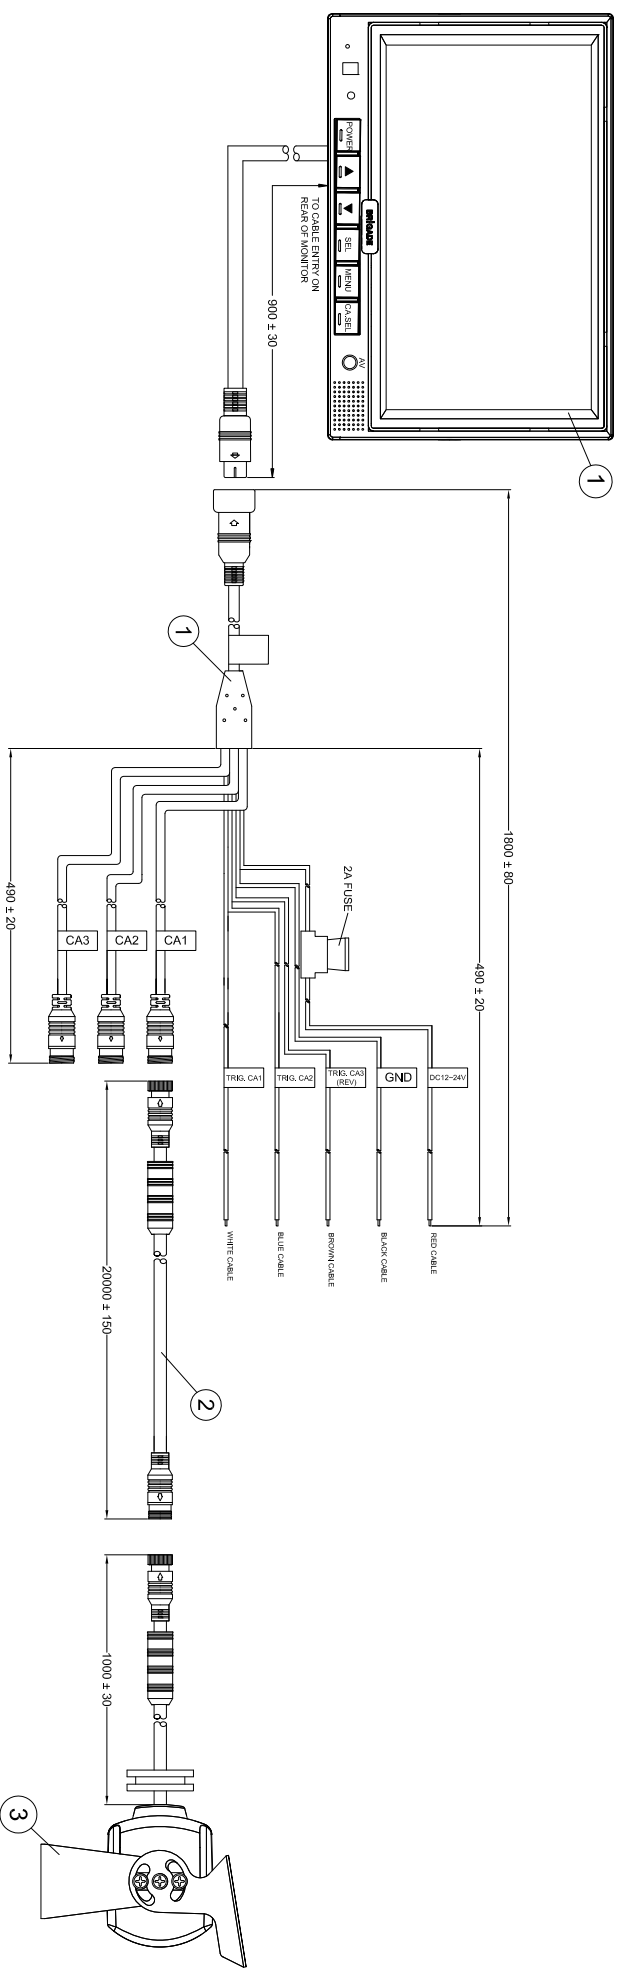 1
POWER
▲
▼
SEL
MENU
CA.SEL
AV
BRIGADE
TO CABLE ENTRY ON
REAR OF MONITOR
900 ± 30
1
1800 ± 80
490 ± 20
490 ± 20
2A FUSE
CA3
CA2
CA1
TRIG. CA1
TRIG. CA2
TRIG. CA3
(REV)
GND
DC12~24V
WHITE CABLE
BLUE CABLE
BROWN CABLE
BLACK CABLE
RED CABLE
20000 ± 150
2
1000 ± 30
3